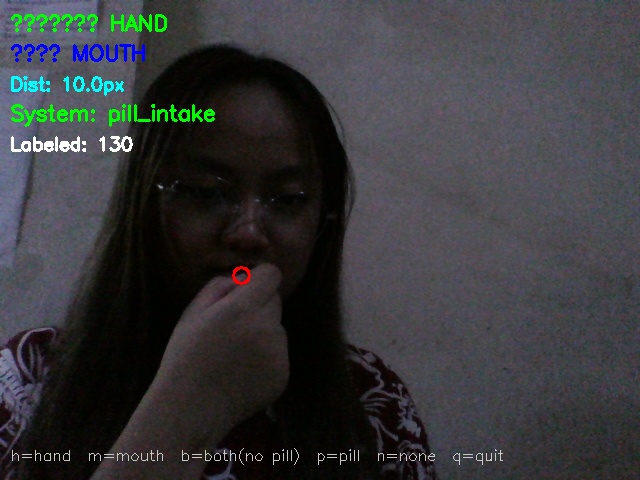 ??????? HAND
???? MOUTH
Dist: 10.0px
System: pill_intake
Labeled: 130
h=hand m=mouth b=both(no pill) p=pill n=none q=quit